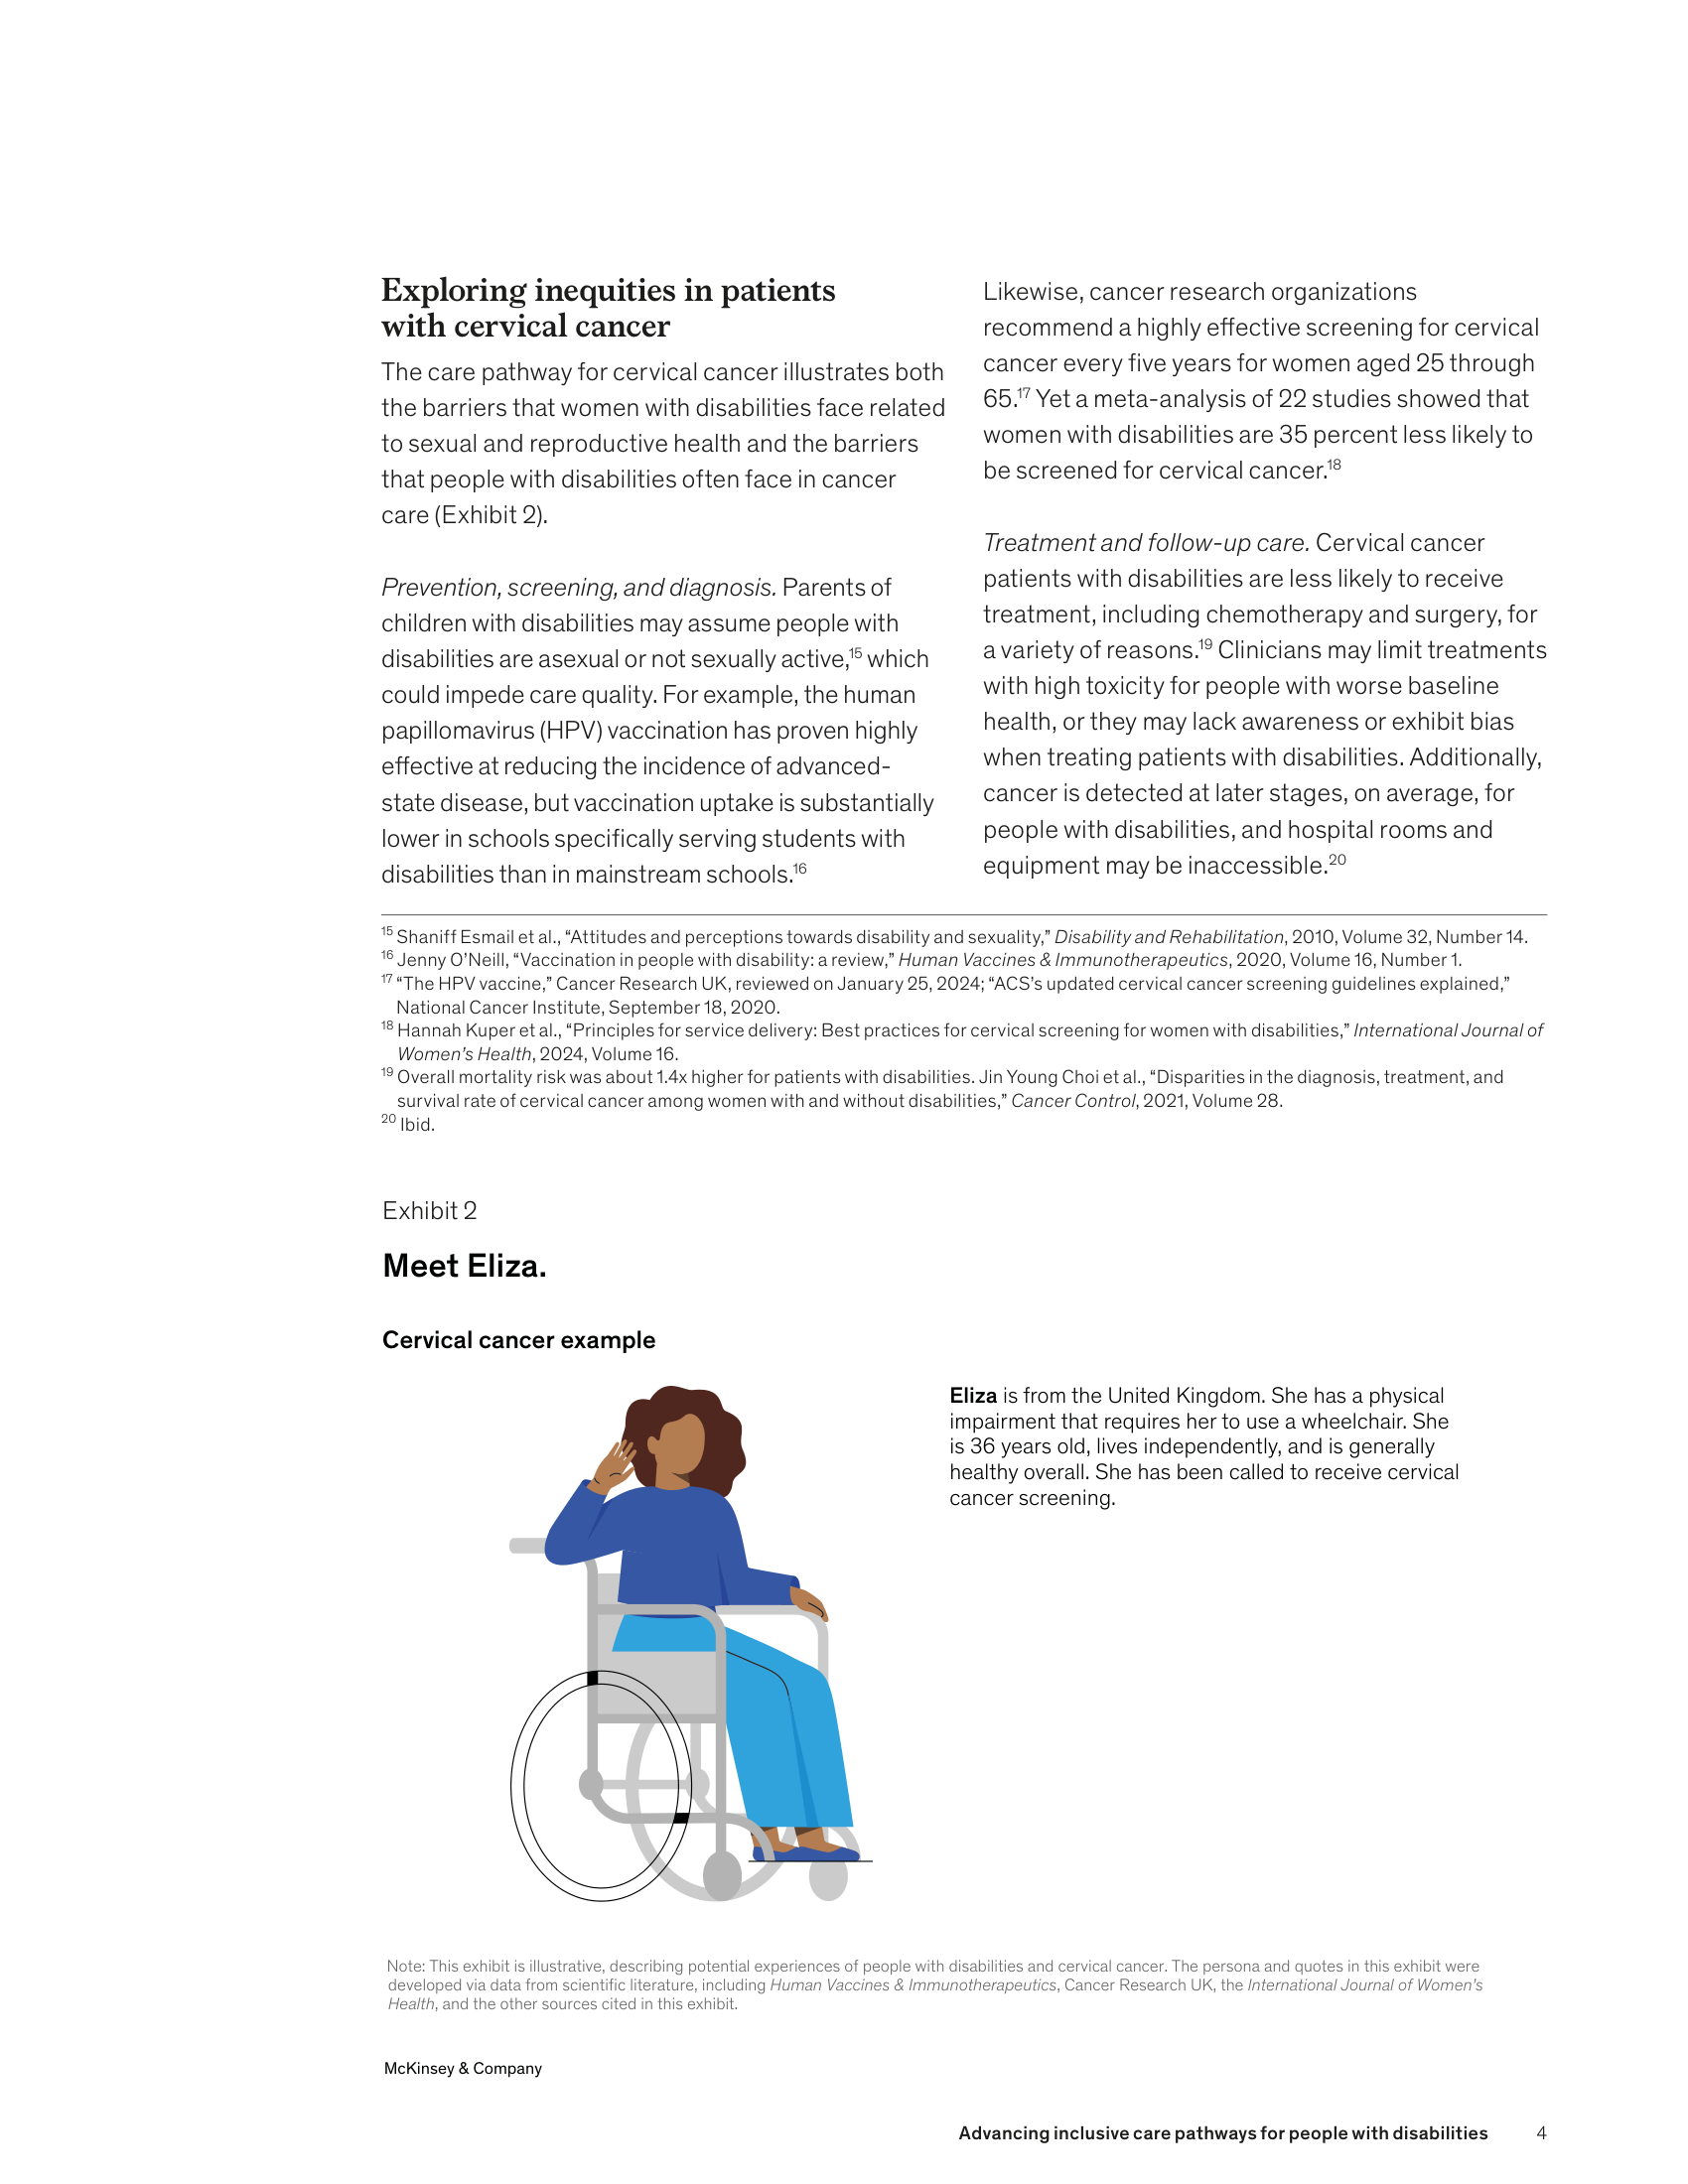 Exploring inequities in patients
with cervical cancer
The care pathway for cervical cancer illustrates both
the barriers that women with disabilities face related
to sexual and reproductive health and the barriers
that people with disabilities often face in cancer
care (Exhibit 2).
Prevention, screening, and diagnosis. Parents of
children with disabilities may assume people with
disabilities are asexual or not sexually active,15 which
could impede care quality. For example, the human
papillomavirus (HPV) vaccination has proven highly
effective at reducing the incidence of advanced-
state disease, but vaccination uptake is substantially
lower in schools specifically serving students with
disabilities than in mainstream schools.16
Likewise, cancer research organizations
recommend a highly effective screening for cervical
cancer every five years for women aged 25 through
65.17 Yet a meta-analysis of 22 studies showed that
women with disabilities are 35 percent less likely to
be screened for cervical cancer.18
Treatment and follow-up care. Cervical cancer
patients with disabilities are less likely to receive
treatment, including chemotherapy and surgery, for
a variety of reasons.19 Clinicians may limit treatments
with high toxicity for people with worse baseline
health, or they may lack awareness or exhibit bias
when treating patients with disabilities. Additionally,
cancer is detected at later stages, on average, for
people with disabilities, and hospital rooms and
equipment may be inaccessible.20
15 Shaniff Esmail et al., “Attitudes and perceptions towards disability and sexuality,” Disability and Rehabilitation, 2010, Volume 32, Number 14.
16 Jenny O’Neill, “Vaccination in people with disability: a review,” Human Vaccines & Immunotherapeutics, 2020, Volume 16, Number 1.
17 “The HPV vaccine,” Cancer Research UK, reviewed on January 25, 2024; “ACS’s updated cervical cancer screening guidelines explained,”
National Cancer Institute, September 18, 2020.
18 Hannah Kuper et al., “Principles for service delivery: Best practices for cervical screening for women with disabilities,” International Journal of
Women’s Health, 2024, Volume 16.
19 Overall mortality risk was about 1.4x higher for patients with disabilities. Jin Young Choi et al., “Disparities in the diagnosis, treatment, and
survival rate of cervical cancer among women with and without disabilities,” Cancer Control, 2021, Volume 28.
20 Ibid.
Exhibit 2
Meet Eliza.
Cervical cancer example
Eliza is from the United Kingdom. She has a physical
impairment that requires her to use a wheelchair. She
is 36 years old, lives independently, and is generally
healthy overall. She has been called to receive cervical
cancer screening.
Note: This exhibit is illustrative, describing potential experiences of people with disabilities and cervical cancer. The persona and quotes in this exhibit were
developed via data from scientific literature, including Human Vaccines & Immunotherapeutics, Cancer Research UK, the International Journal of Women’s
Health, and the other sources cited in this exhibit.
McKinsey & Company
Advancing inclusive care pathways for people with disabilities 4